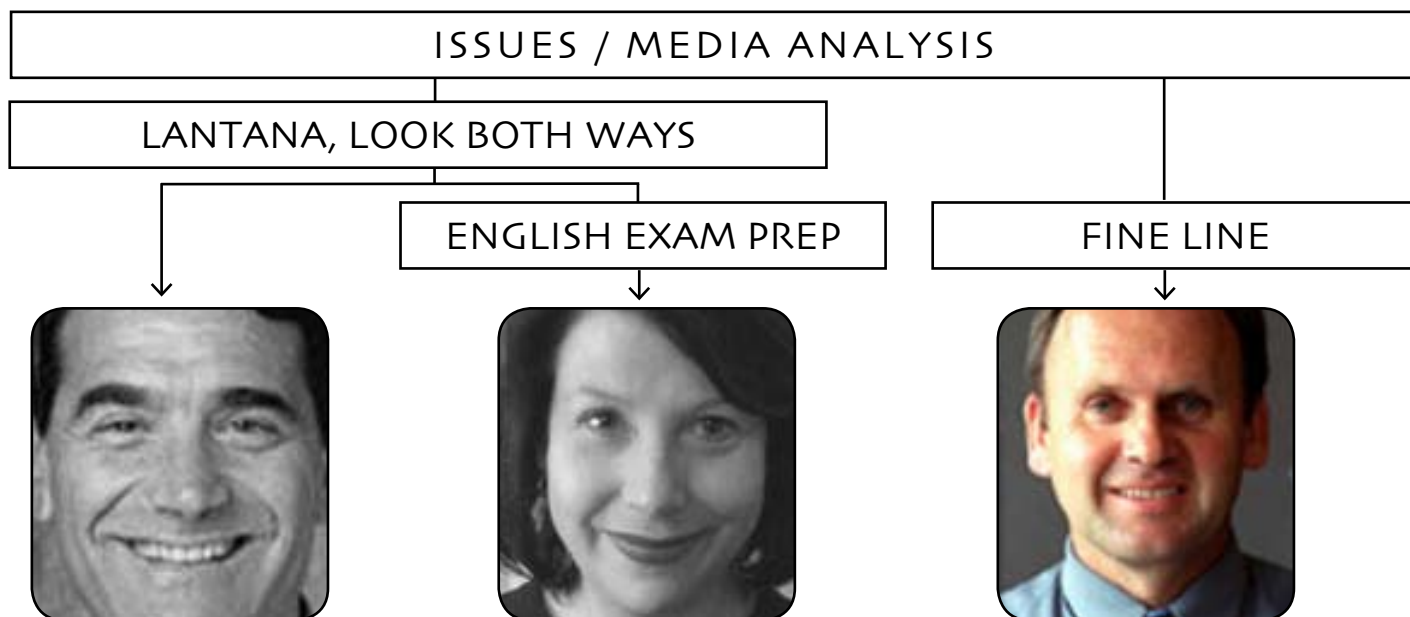 ISSUES / MEDIA ANALYSIS
LANTANA, LOOK BOTH WAYS
ENGLISH EXAM PREP
FINE LINE